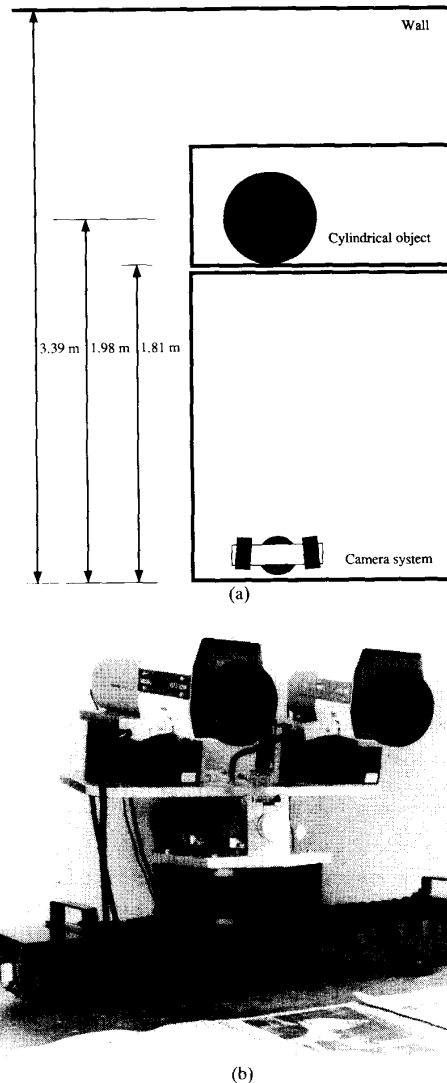 Wall
Cylindrical object
3.39 m
1.98 m
1.81 m
Camera system
(a)
(b)